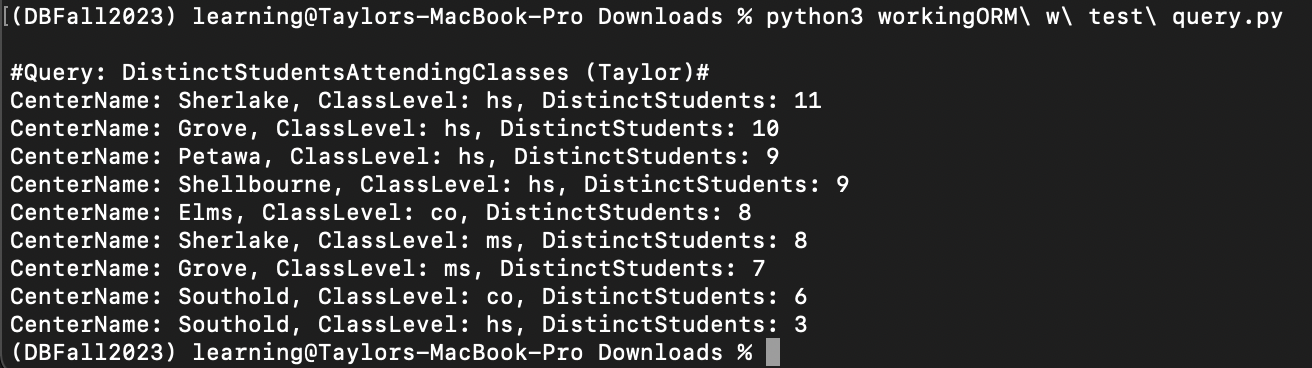 [(DBFall2023) learning@Taylors-MacBook-Pro Downloads % python3 workingORM\ w\ test\ query.py
#Query: DistinctStudentsAttendingClasses (Taylor)#
CenterName: Sherlake, ClassLevel: hs, DistinctStudents: 11
CenterName: Grove, ClassLevel: hs, DistinctStudents: 10
CenterName: Petawa, ClassLevel: hs, DistinctStudents: 9
CenterName: Shellbourne, ClassLevel: hs, DistinctStudents: 9
CenterName: Elms, ClassLevel: co, DistinctStudents: 8
CenterName: Sherlake, ClassLevel: ms, DistinctStudents: 8
CenterName: Grove, ClassLevel: ms, DistinctStudents: 7
CenterName: Southold, ClassLevel: co, DistinctStudents: 6
CenterName: Southold, ClassLevel: hs, DistinctStudents: 3
(DBFall2023) learning@Taylors-MacBook-Pro Downloads %